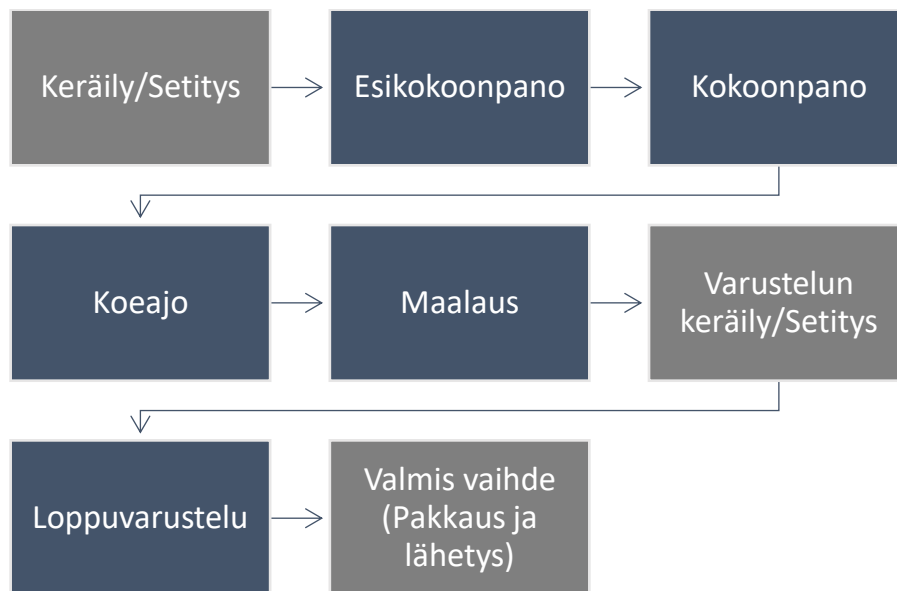 Keräily/Setitys
Esikokoonpano
Kokoonpano
Koeajo
Maalaus
Varustelun
keräily/Setitys
Loppuvarustelu
Valmis vaihde
(Pakkaus ja
lähetys)